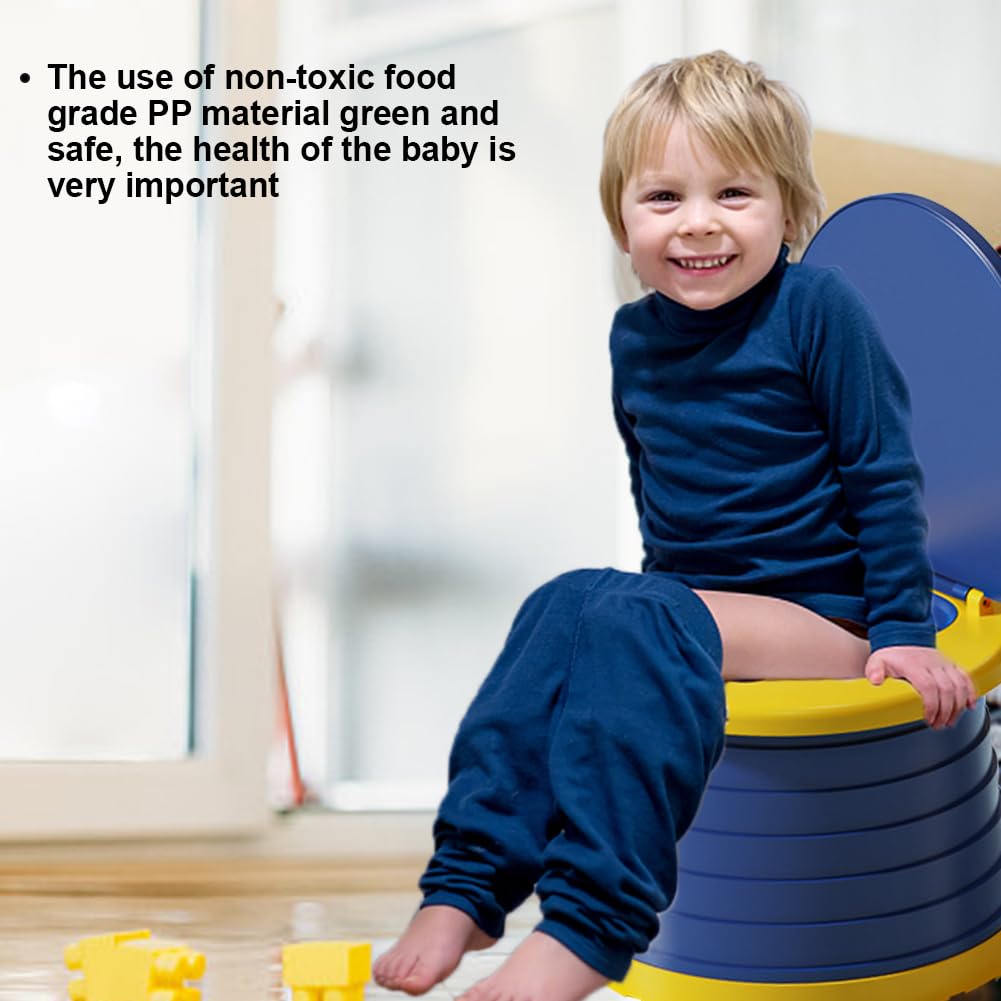 • The use of non-toxic food
grade PP material green and
safe, the health of the baby is
very important